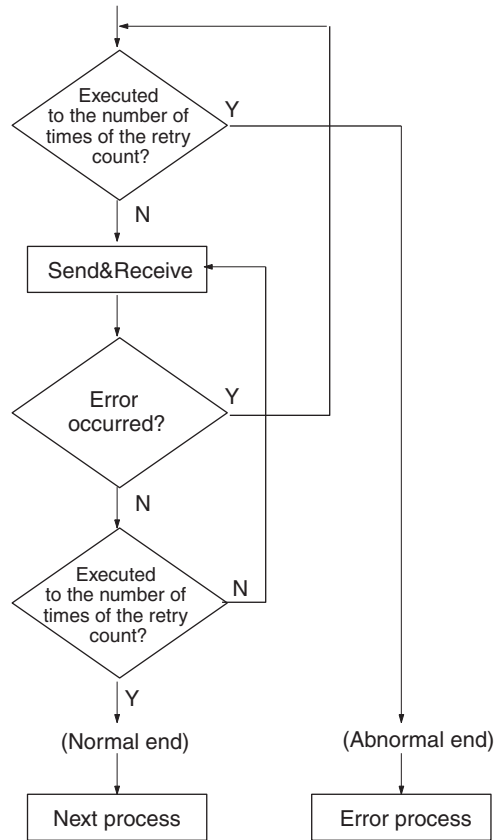 Executed
to the number of
times of the retry
count?
Y
N
Send&Receive
Error
occurred?
Y
N
Executed
to the number of
times of the retry
count?
N
Y
(Normal end)
(Abnormal end)
Next process
Error process